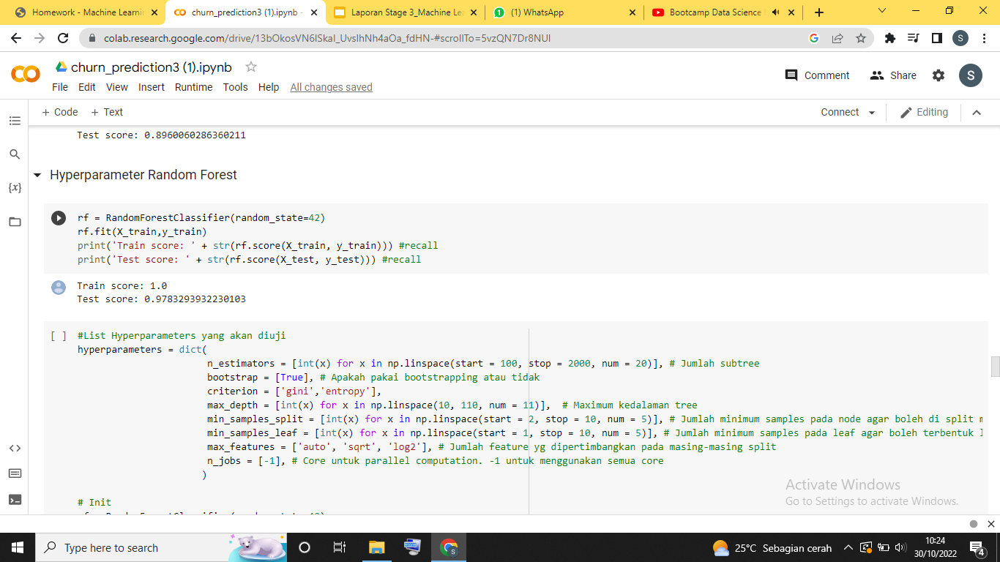 Homework - Machine Learnin
churn_prediction3 (1).ipynb -
Laporan Stage 3_Machine Le
(1) WhatsApp
Bootcamp Data Science
colab.research.google.com/drive/13bOkosVN6ISkaI_UvsIhNh4aOa_fdHN-#scrollTo=5vzQN7Dr8NUI
S
churn_prediction3 (1).ipynb
File Edit View Insert Runtime Tools Help All changes saved
Comment Share S
+ Code + Text
Connect Editing
Test score: 0.8960060286360211
Hyperparameter Random Forest
rf = RandomForestClassifier(random_state=42)
rf.fit(X_train,y_train)
print('Train score: ' + str(rf.score(X_train, y_train))) #recall
print('Test score: ' + str(rf.score(X_test, y_test))) #recall
Train score: 1.0
Test score: 0.9783293932230103
[ ] #List Hyperparameters yang akan diuji
hyperparameters = dict(
n_estimators = [int(x) for x in np.linspace(start = 100, stop = 2000, num = 20)], # Jumlah subtree
bootstrap = [True], # Apakah pakai bootstrapping atau tidak
criterion = ['gini','entropy'],
max_depth = [int(x) for x in np.linspace(10, 110, num = 11)], # Maximum kedalaman tree
min_samples_split = [int(x) for x in np.linspace(start = 2, stop = 10, num = 5)], # Jumlah minimum samples pada node agar boleh di split
min_samples_leaf = [int(x) for x in np.linspace(start = 1, stop = 10, num = 5)], # Jumlah minimum samples pada leaf agar boleh terbentuk
max_features = ['auto', 'sqrt', 'log2'], # Jumlah feature yg dipertimbangkan pada masing-masing split
n_jobs = [-1], # Core untuk parallel computation. -1 untuk menggunakan semua core
)
# Init
Activate Windows
Go to Settings to activate Windows.
Type here to search
25°C Sebagian cerah
10:24
30/10/2022
4